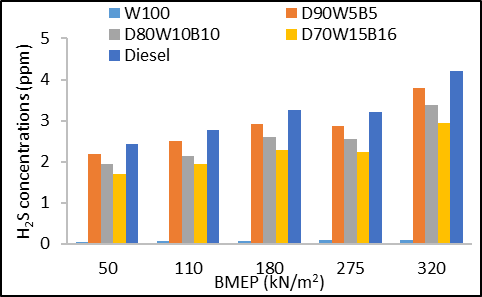 W100
D90W5B5
D80W10B10
D70W15B16
Diesel
H₂S concentrations (ppm)
5
4
3
2
1
0
50 110 180 275 320
BMEP (kN/m²)